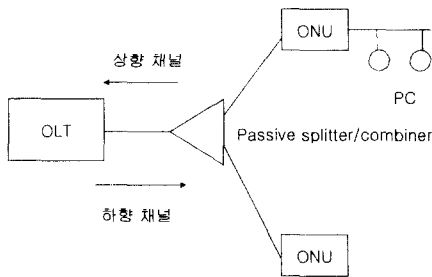 ONU
상향 채널
PC
OLT
Passive splitter/combiner
하향 채널
ONU